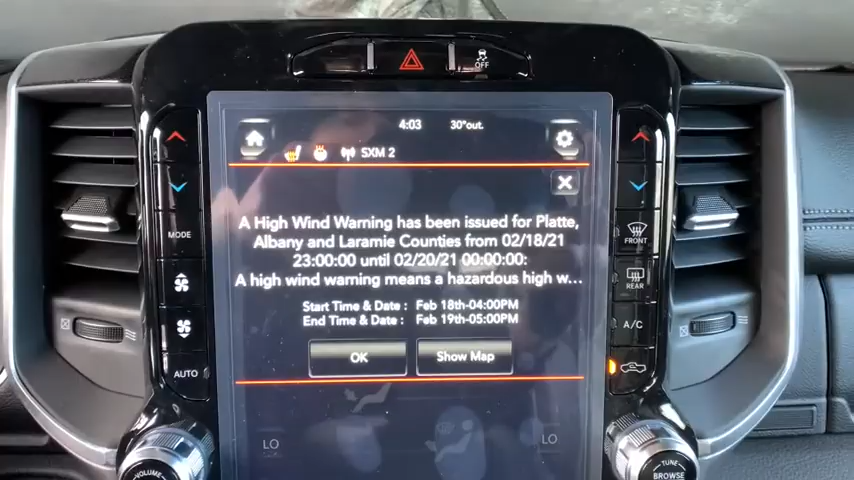 OFF
4:03 30°out.
SXM 2
A High Wind Warning has been issued for Platte,
Albany and Laramie Counties from 02/18/21
23:00:00 until 02/20/21 00:00:00:
A high wind warning means a hazardous high w...
Start Time & Date : Feb 18th-04:00PM
End Time & Date : Feb 19th-05:00PM
OK Show Map
MODE
AUTO
FRONT
REAR
A/C
LO LO
WINDOW
TUNE
BROWSE